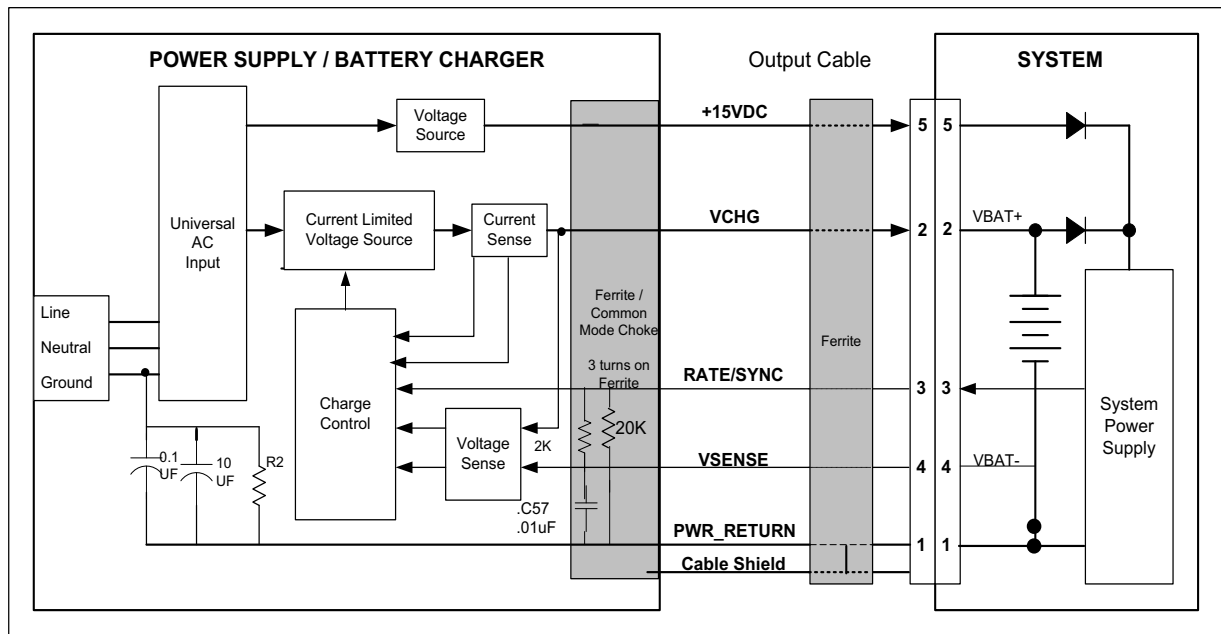 POWER SUPPLY / BATTERY CHARGER
Output Cable
SYSTEM
Voltage
Source
+15VDC
5
5
Universal
AC
Input
Current Limited
Voltage Source
Current
Sense
VCHG
2
2
VBAT+
Line
Neutral
Ground
Ferrite /
Common
Mode Choke
3 turns on
Ferrite
Ferrite
RATE/SYNC
3
3
Charge
Control
20K
2K
Voltage
Sense
VSENSE
4
4
VBAT-
System
Power
Supply
0.1
UF
10
UF
R2
.C57
.01uF
PWR_RETURN
1
1
Cable Shield